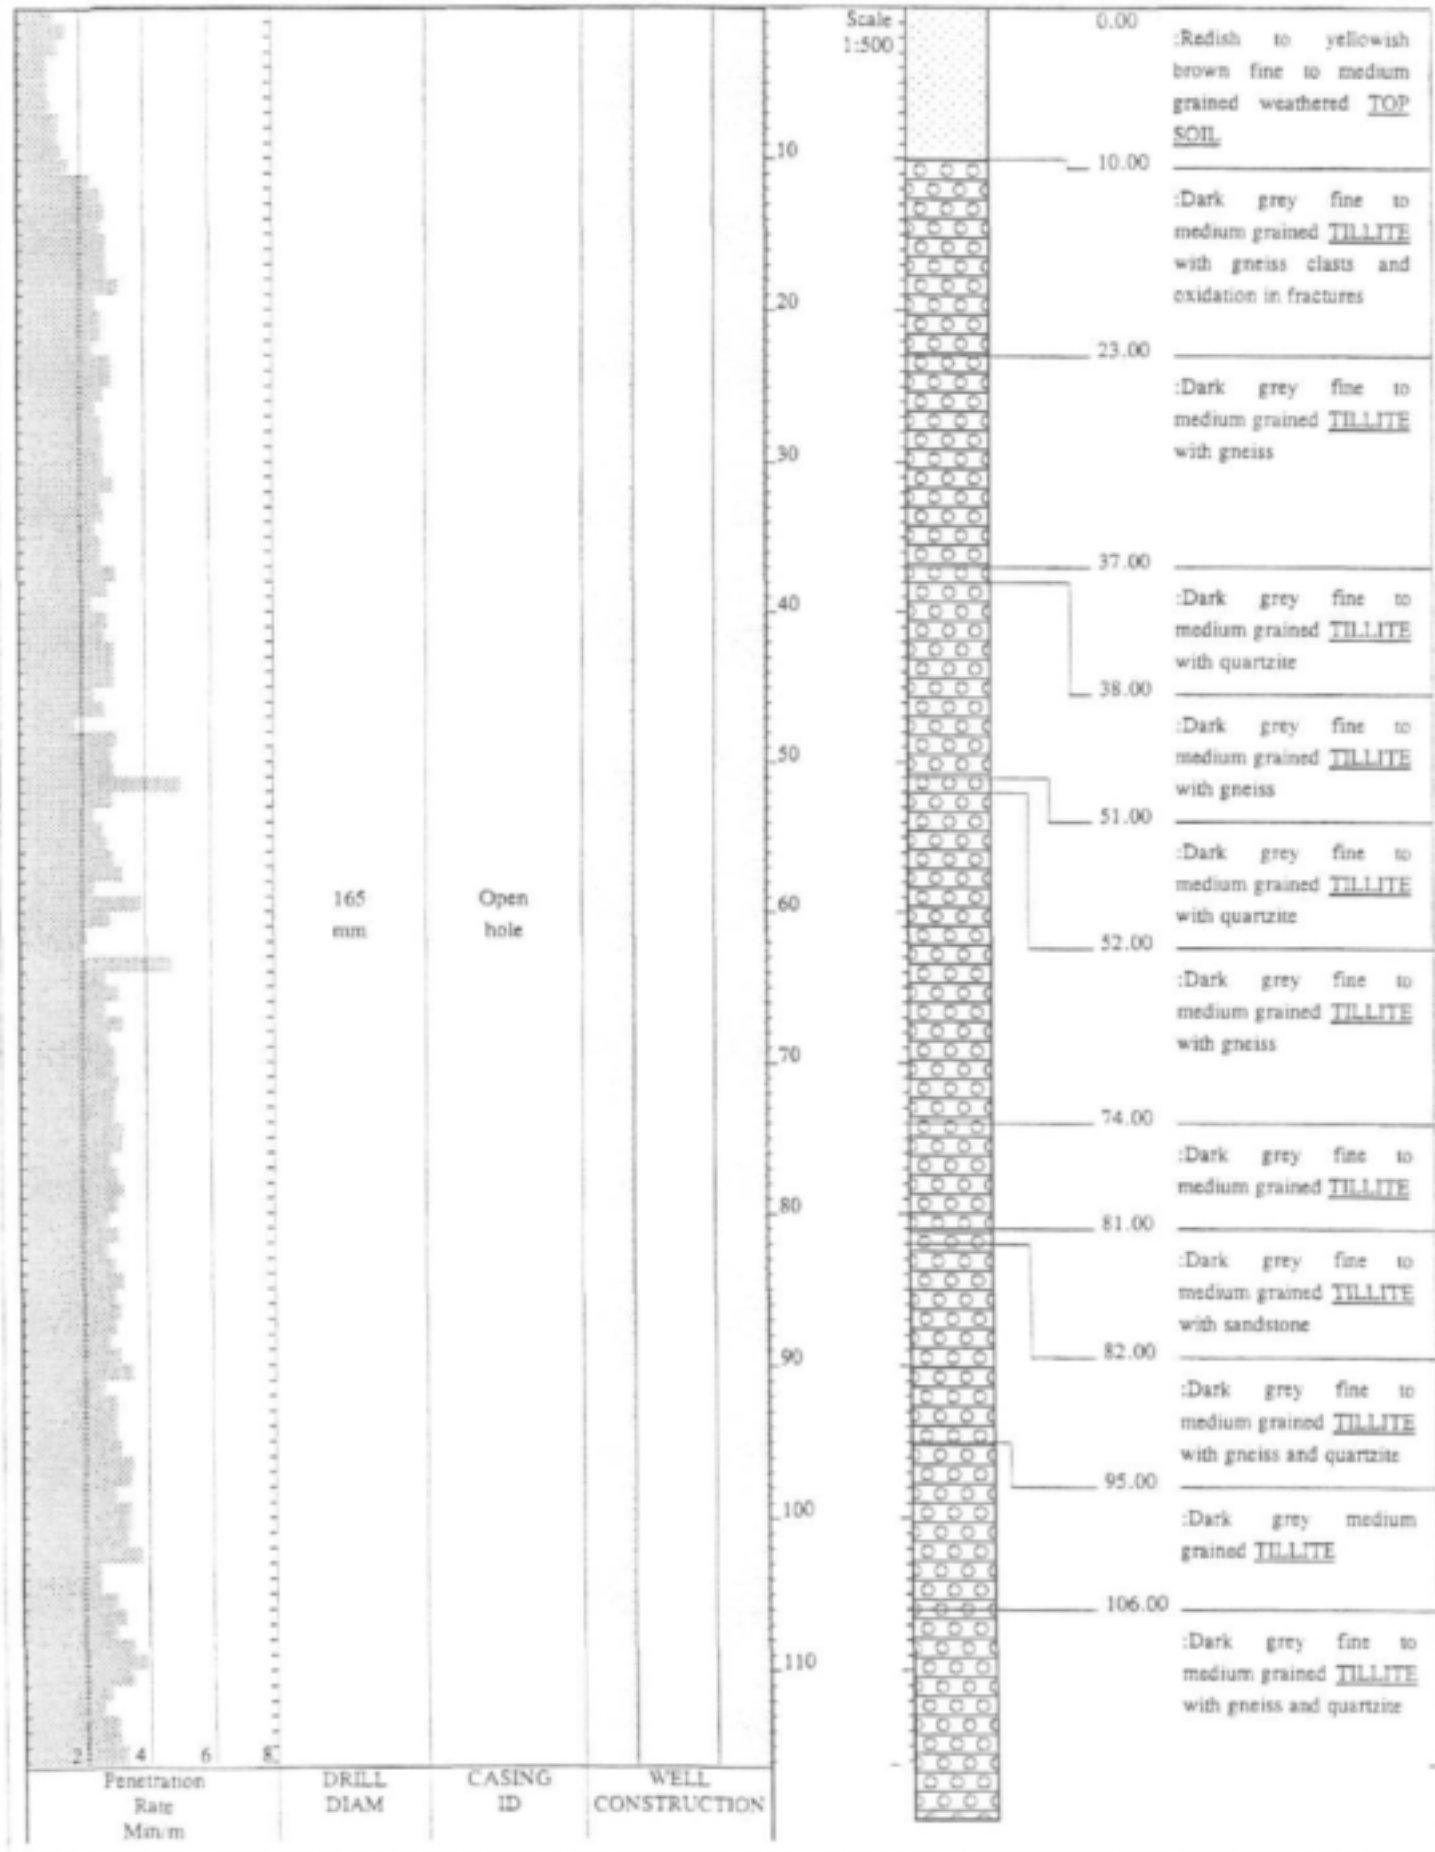 Scale
1:500
0.00
:Redish to yellowish
brown fine to medium
grained weathered TOP
SOIL
10.00
:Dark grey fine to
medium grained TILLITE
with gneiss clasts and
oxidation in fractures
23.00
:Dark grey fine to
medium grained TILLITE
with gneiss
37.00
:Dark grey fine to
medium grained TILLITE
with quartzite
38.00
:Dark grey fine to
medium grained TILLITE
with gneiss
51.00
:Dark grey fine to
medium grained TILLITE
with quartzite
52.00
:Dark grey fine to
medium grained TILLITE
with gneiss
74.00
:Dark grey fine to
medium grained TILLITE
81.00
:Dark grey fine to
medium grained TILLITE
with sandstone
82.00
:Dark grey fine to
medium grained TILLITE
with gneiss and quartzite
95.00
:Dark grey medium
grained TILLITE
106.00
:Dark grey fine to
medium grained TILLITE
with gneiss and quartzite
10
20
30
40
50
60
70
80
90
100
110
165
mm
Open
hole
2 4 6 8
Penetration
Rate
Min/m
DRILL
DIAM
CASING
ID
WELL
CONSTRUCTION